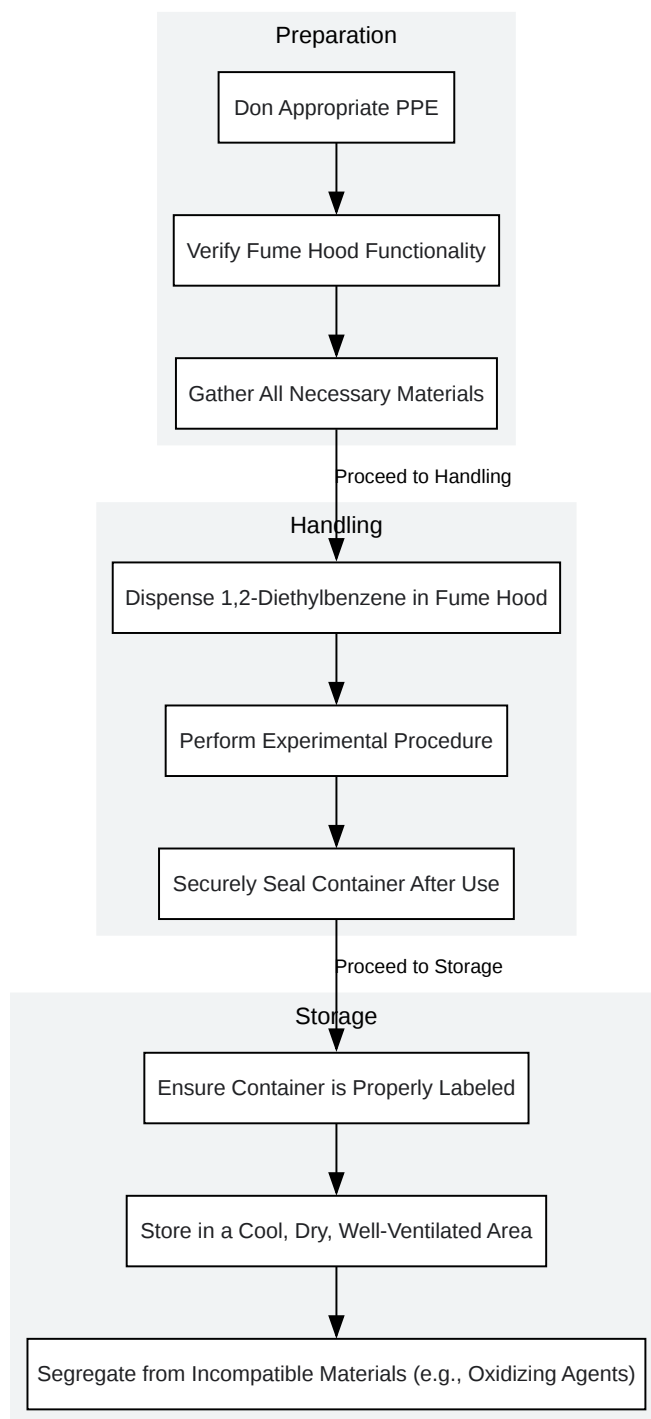 Preparation
Don Appropriate PPE
Verify Fume Hood Functionality
Gather All Necessary Materials
Proceed to Handling
Handling
Dispense 1,2-Diethylbenzene in Fume Hood
Perform Experimental Procedure
Securely Seal Container After Use
Proceed to Storage
Storage
Ensure Container is Properly Labeled
Store in a Cool, Dry, Well-Ventilated Area
Segregate from Incompatible Materials (e.g., Oxidizing Agents)